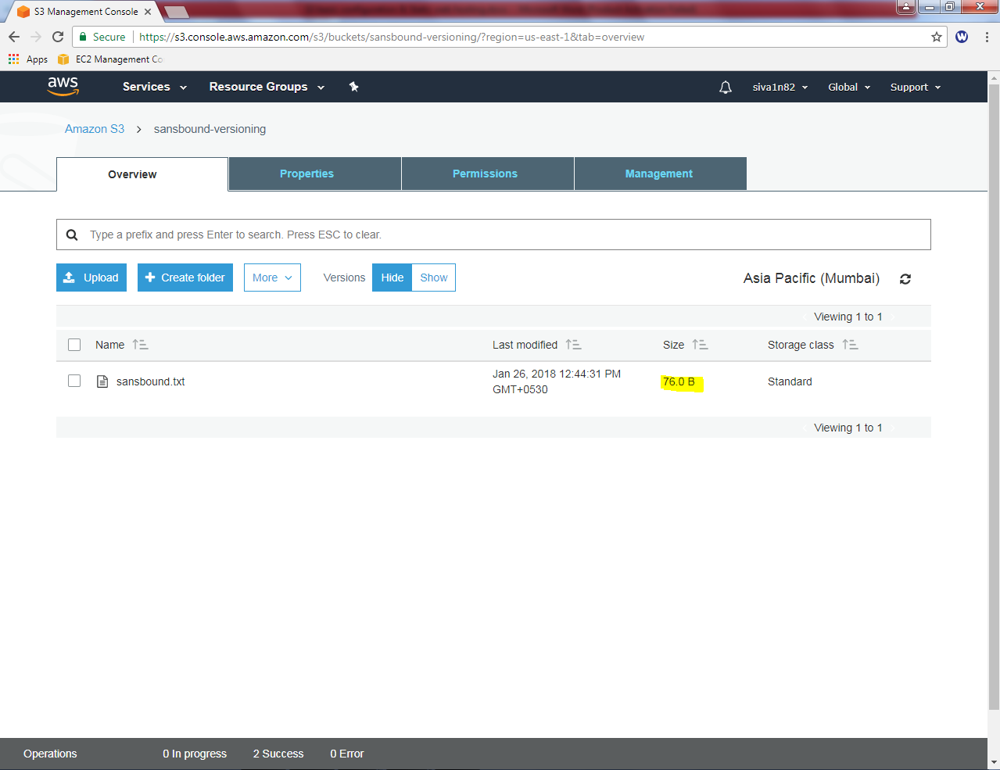 S3 Management Console
Secure https://s3.console.aws.amazon.com/s3/buckets/sansbound-versioning/?region=us-east-1&tab=overview
W
Apps EC2 Management Co
aws Services Resource Groups siva1n82 Global Support
Amazon S3 > sansbound-versioning
Overview Properties Permissions Management
Type a prefix and press Enter to search. Press ESC to clear.
Upload Create folder More Versions Hide Show Asia Pacific (Mumbai)
Viewing 1 to 1
Name Last modified Size Storage class
sansbound.txt Jan 26, 2018 12:44:31 PM GMT+0530 76.0 B Standard
Viewing 1 to 1
Operations 0 In progress 2 Success 0 Error